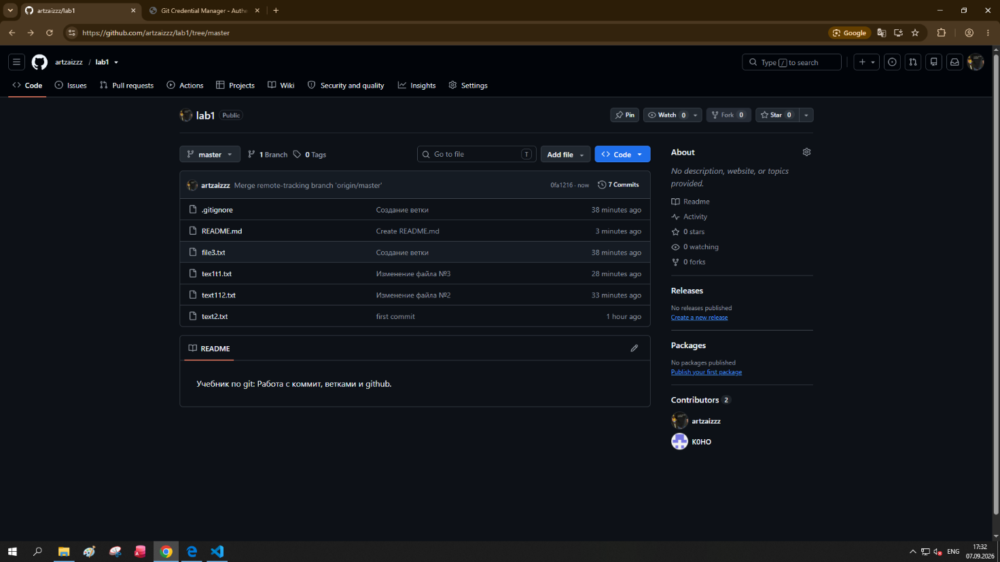 artzaizzz/lab1
Git Credential Manager - Authe
https://github.com/artzaizzz/lab1/tree/master
Google
artzaizzz / lab1
Type / to search
Code
Issues
Pull requests
Actions
Projects
Wiki
Security and quality
Insights
Settings
lab1 Public
Pin
Watch 0
Fork 0
Star 0
master
1 Branch
0 Tags
Go to file T
Add file
Code
artzaizzz Merge remote-tracking branch 'origin/master' 0fa1216 · now 7 Commits
.gitignore Создание ветки 38 minutes ago
README.md Create README.md 3 minutes ago
file3.txt Создание ветки 38 minutes ago
tex1t1.txt Изменение файла №3 28 minutes ago
text112.txt Изменение файла №2 33 minutes ago
text2.txt first commit 1 hour ago
README
Учебник по git: Работа с коммит, ветками и github.
About
No description, website, or topics
provided.
Readme
Activity
0 stars
0 watching
0 forks
Releases
No releases published
Create a new release
Packages
No packages published
Publish your first package
Contributors 2
artzaizzz
K0HO
ENG
17:32
07.09.2026